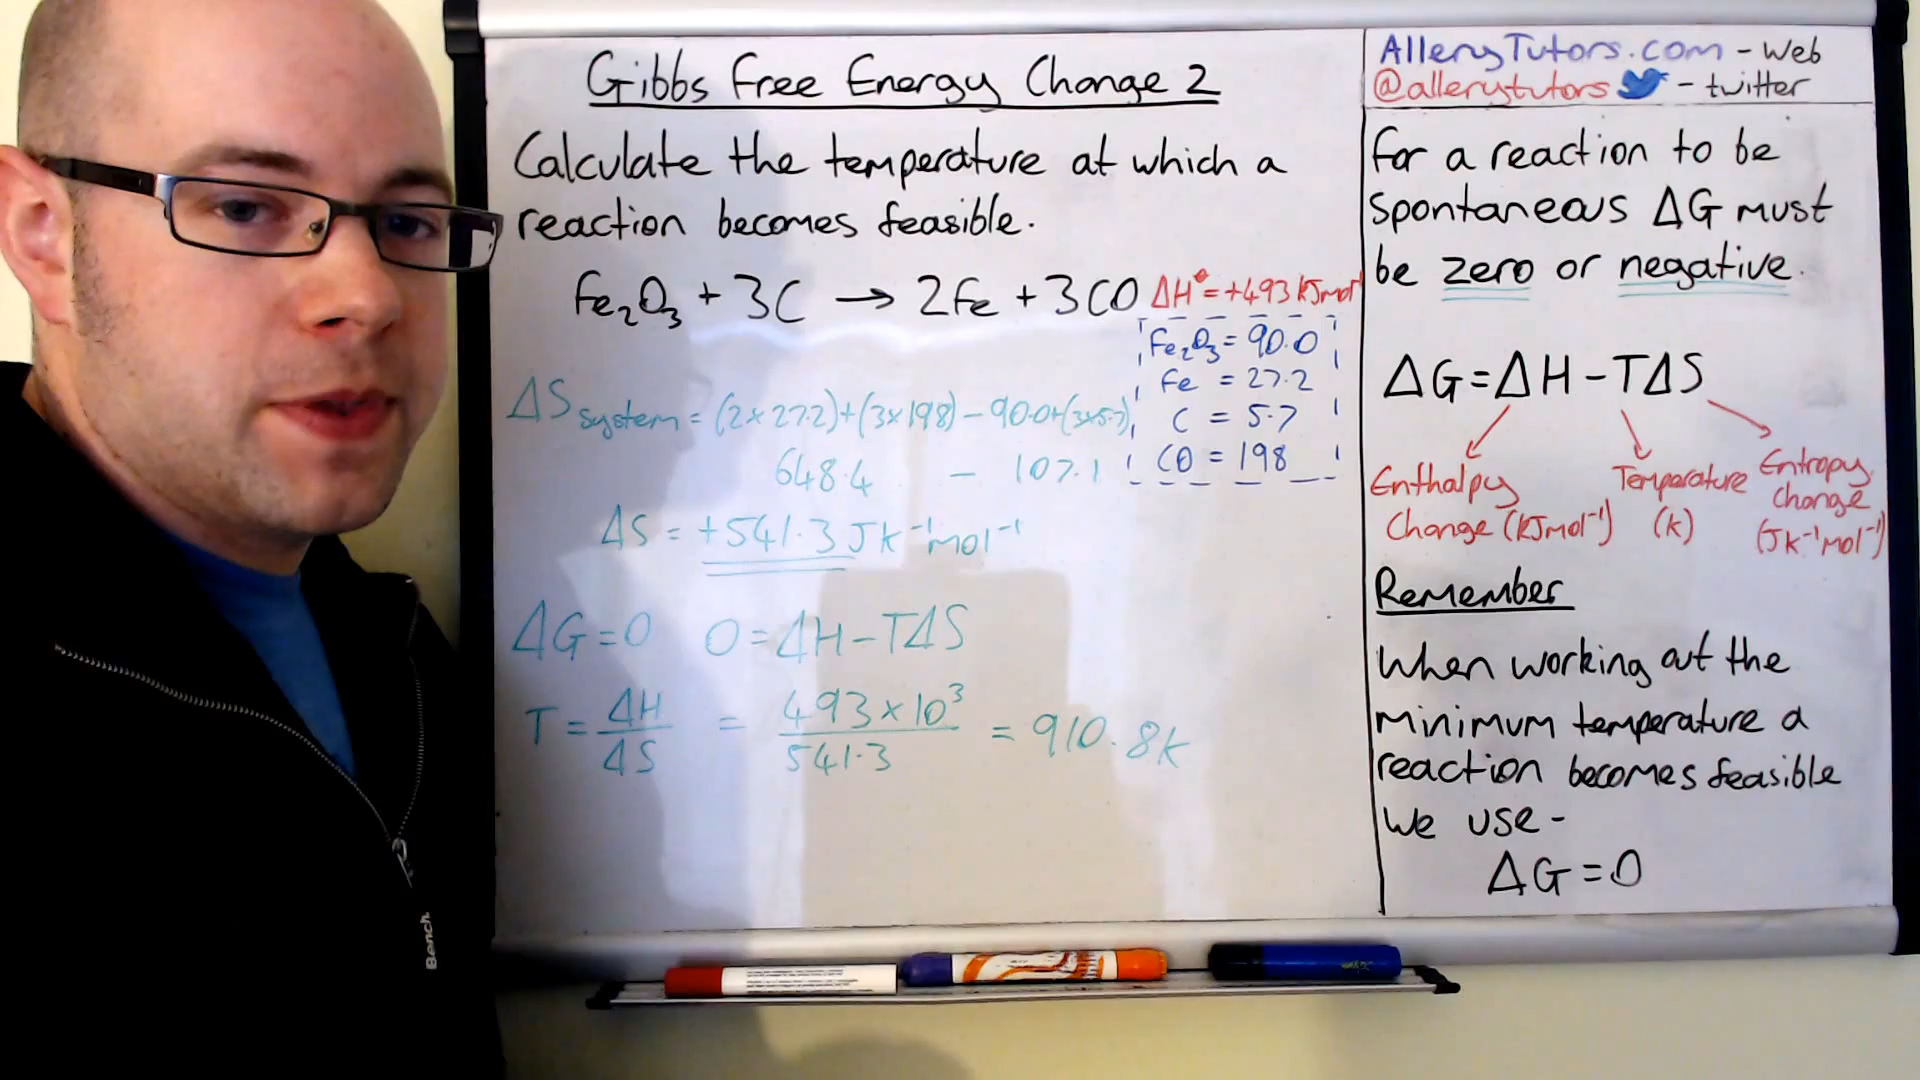 Gibbs Free Energy Change 2
Calculate the temperature at which a
reaction becomes feasible.
Fe₂O₃ + 3C → 2Fe + 3CO ΔH° = +493 kJmol⁻¹
Fe₂O₃ = 90.0
Fe = 27.2
C = 5.7
CO = 198
ΔS system = (2×27.2)+(3×198) – 90.0+(3×5.7)
648.4 – 107.1
ΔS = +541.3 JK⁻¹mol⁻¹
ΔG=0 0=ΔH–TΔS
T = ΔH/ΔS = 493×10³/541.3 = 910.8K
AlleryTutors.com - Web
@allerytutors - twitter
for a reaction to be
spontaneous ΔG must
be zero or negative.
ΔG=ΔH–TΔS
Enthalpy Change (kJmol⁻¹)
Temperature (K)
Entropy Change (JK⁻¹mol⁻¹)
Remember
When working out the
minimum temperature a
reaction becomes feasible
We use -
ΔG=0
Bench